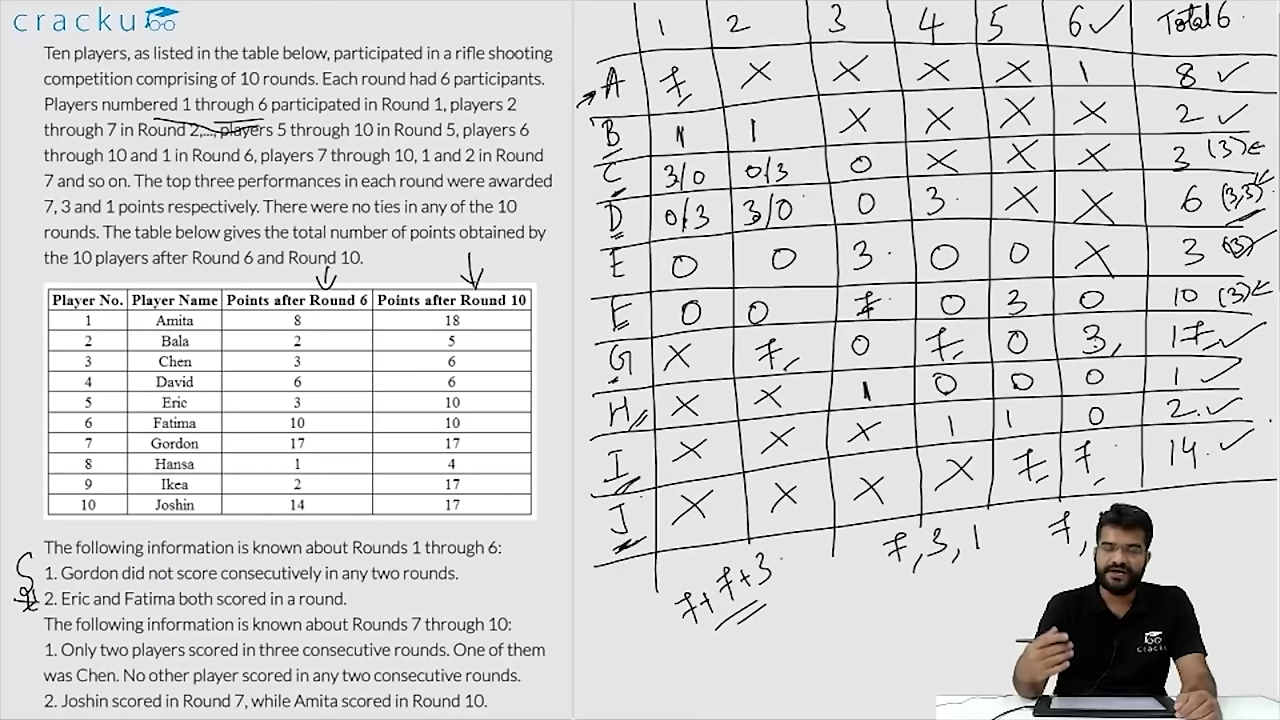 cracku
Ten players, as listed in the table below, participated in a rifle shooting
competition comprising of 10 rounds. Each round had 6 participants.
Players numbered 1 through 6 participated in Round 1, players 2
through 7 in Round 2,..., players 5 through 10 in Round 5, players 6
through 10 and 1 in Round 6, players 7 through 10, 1 and 2 in Round
7 and so on. The top three performances in each round were awarded
7, 3 and 1 points respectively. There were no ties in any of the 10
rounds. The table below gives the total number of points obtained by
the 10 players after Round 6 and Round 10.
Player No. Player Name Points after Round 6 Points after Round 10
1 Amita 8 18
2 Bala 2 5
3 Chen 3 6
4 David 6 6
5 Eric 3 10
6 Fatima 10 10
7 Gordon 17 17
8 Hansa 1 4
9 Ikea 2 17
10 Joshin 14 17
The following information is known about Rounds 1 through 6:
1. Gordon did not score consecutively in any two rounds.
2. Eric and Fatima both scored in a round.
The following information is known about Rounds 7 through 10:
1. Only two players scored in three consecutive rounds. One of them
was Chen. No other player scored in any two consecutive rounds.
2. Joshin scored in Round 7, while Amita scored in Round 10.
1 2 3 4 5 6 ✓ Total 6
A 7 X X X X 1 8 ✓
B 1 1 X X X X 2 ✓
C 3/0 0/3 0 X X X 3 (3)
D 0/3 3/0 0 3 X X 6 (3,3)
E 0 0 3 0 0 X 3 (3)
F 0 0 7 0 3 0 10 (3)
G X 7 0 7 0 3 17 ✓
H X X 1 0 0 0 1 ✓
I X X X 1 1 0 2 ✓
J X X X X 7 7 14 ✓
7, 3, 1
7,
7+7+3